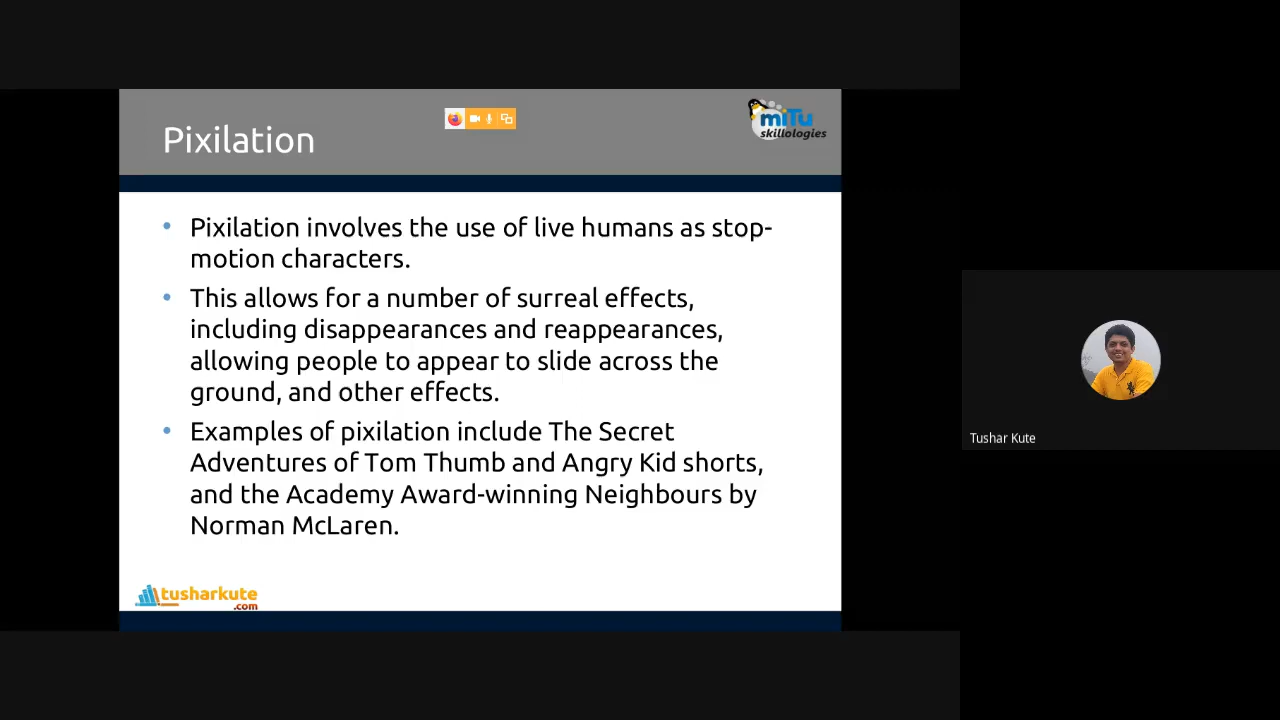 Pixilation
miTu
skillologies
• Pixilation involves the use of live humans as stop-
motion characters.
• This allows for a number of surreal effects,
including disappearances and reappearances,
allowing people to appear to slide across the
ground, and other effects.
• Examples of pixilation include The Secret
Adventures of Tom Thumb and Angry Kid shorts,
and the Academy Award-winning Neighbours by
Norman McLaren.
tusharkute
.com
Tushar Kute